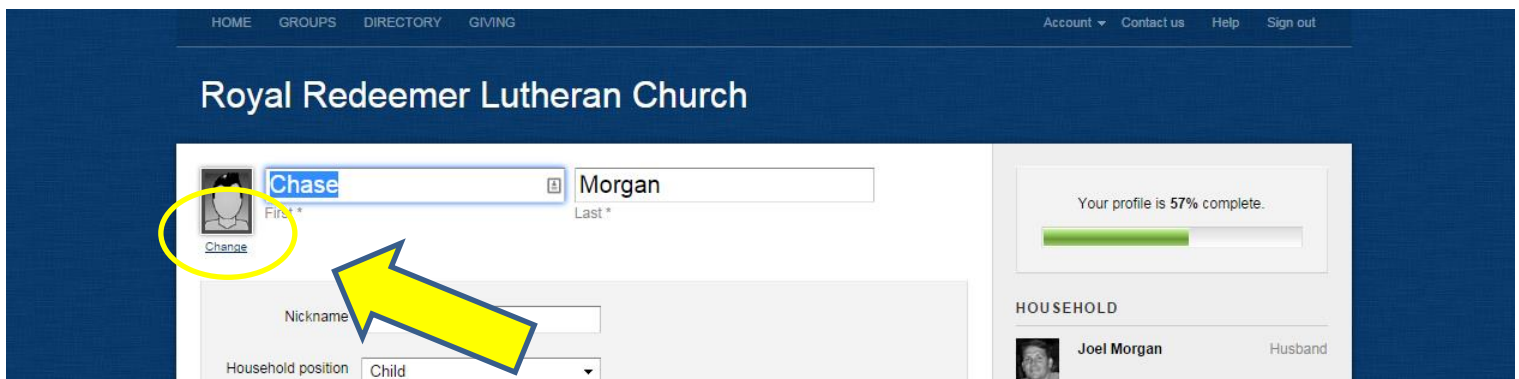 HOME GROUPS DIRECTORY GIVING Account Contact us Help Sign out
Royal Redeemer Lutheran Church
Chase Morgan
First * Last *
Change
Your profile is 57% complete.
Nickname
Household position Child
HOUSEHOLD
Joel Morgan Husband